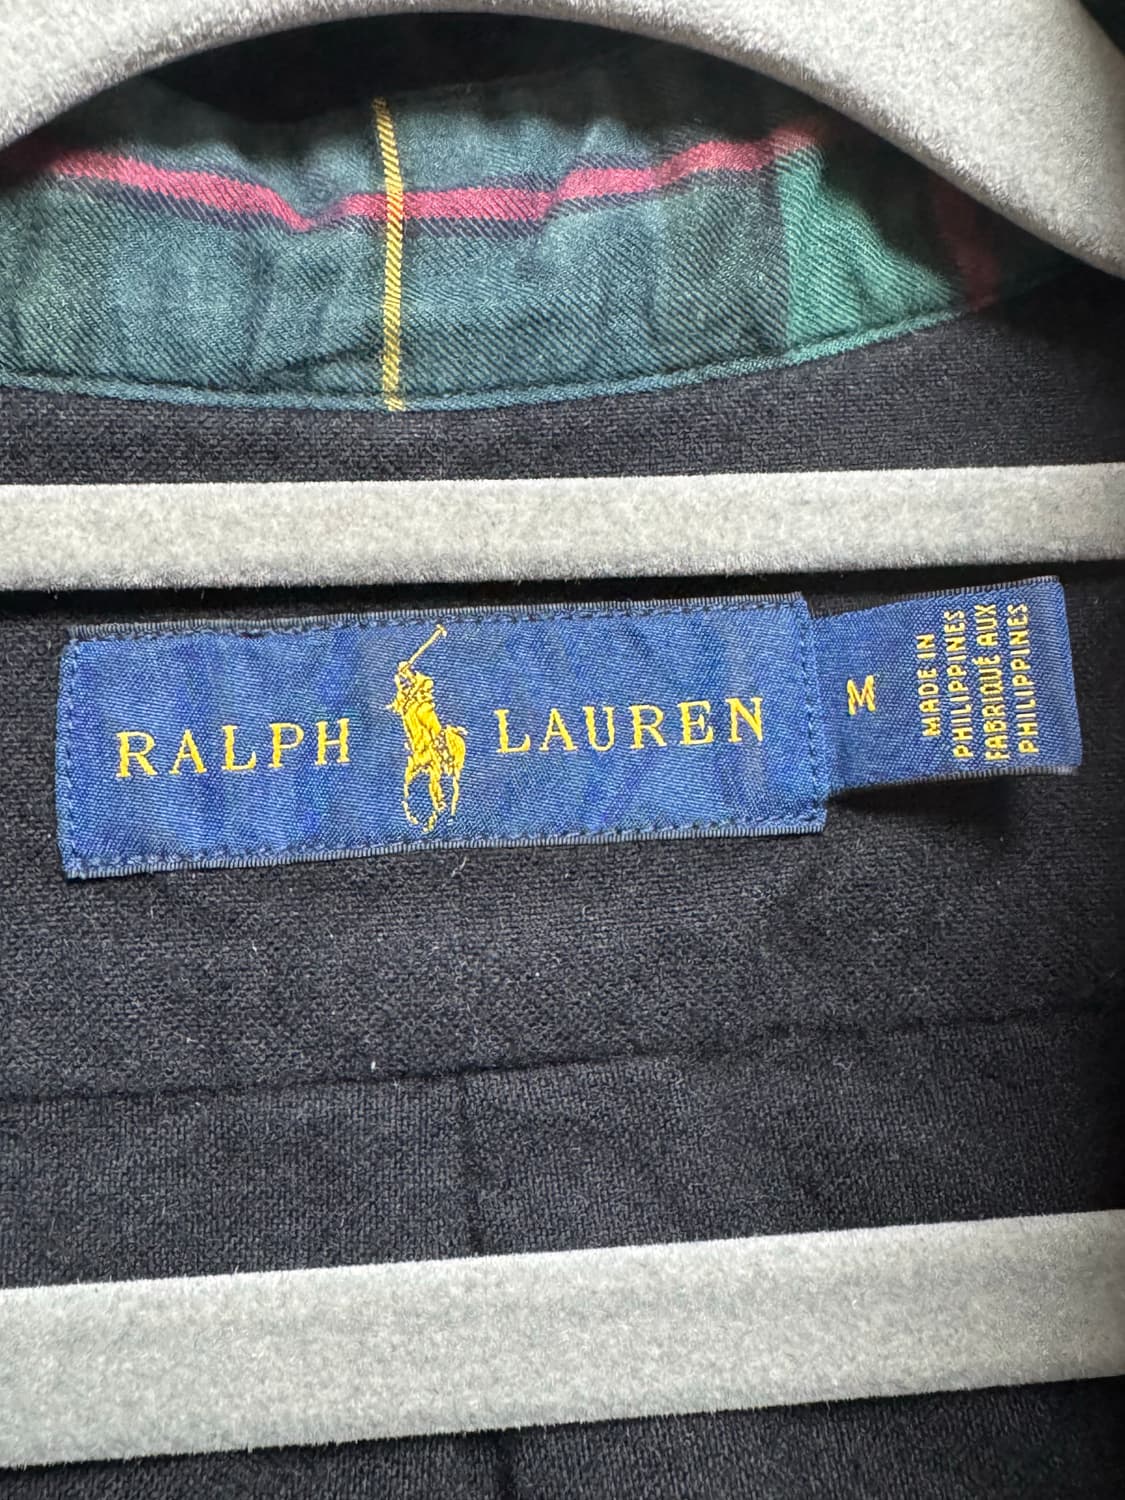 RALPH LAUREN
M
MADE IN
PHILIPPINES
FABRIQUÉ AUX
PHILIPPINES